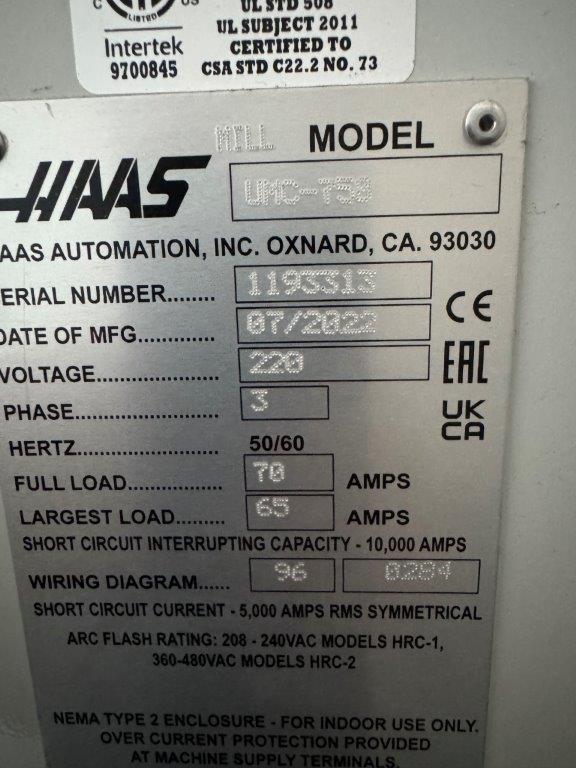 C US
LISTED
Intertek
9700845
UL STD 508
UL SUBJECT 2011
CERTIFIED TO
CSA STD C22.2 NO. 73
MILL MODEL
HAAS UMC-750
AAS AUTOMATION, INC. OXNARD, CA. 93030
ERIAL NUMBER........ 1193313
DATE OF MFG............. 07/2022
CE
VOLTAGE.................... 220
EAC
PHASE....................... 3
UK
CA
HERTZ...................... 50/60
FULL LOAD............... 70 AMPS
LARGEST LOAD........ 65 AMPS
SHORT CIRCUIT INTERRUPTING CAPACITY - 10,000 AMPS
WIRING DIAGRAM...... 96 0284
SHORT CIRCUIT CURRENT - 5,000 AMPS RMS SYMMETRICAL
ARC FLASH RATING: 208 - 240VAC MODELS HRC-1,
360-480VAC MODELS HRC-2
NEMA TYPE 2 ENCLOSURE - FOR INDOOR USE ONLY.
OVER CURRENT PROTECTION PROVIDED
AT MACHINE SUPPLY TERMINALS.